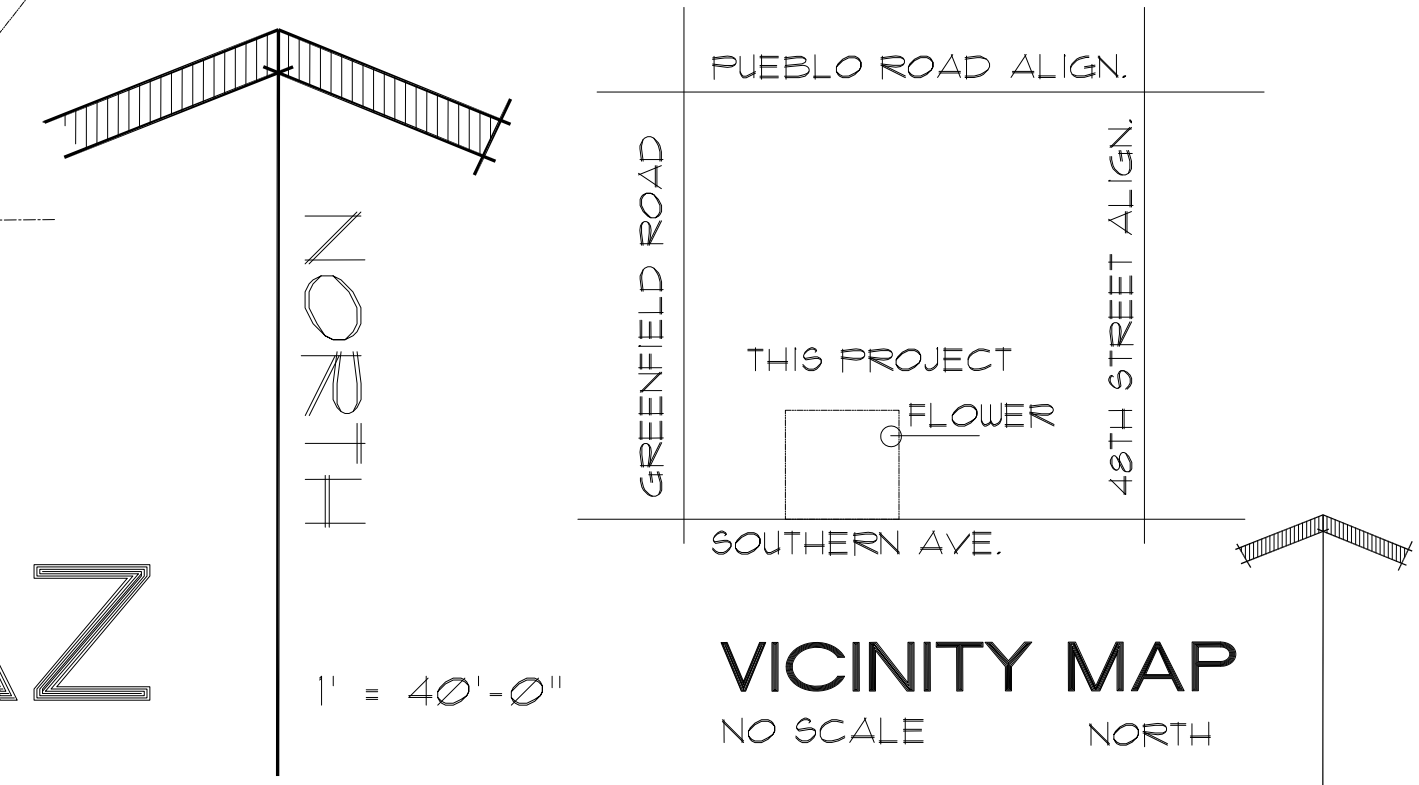 PUEBLO ROAD ALIGN.
GREENFIELD ROAD
48TH STREET ALIGN.
NORTH
THIS PROJECT
FLOWER
SOUTHERN AVE.
AZ
1' = 40'-0"
VICINITY MAP
NO SCALE
NORTH